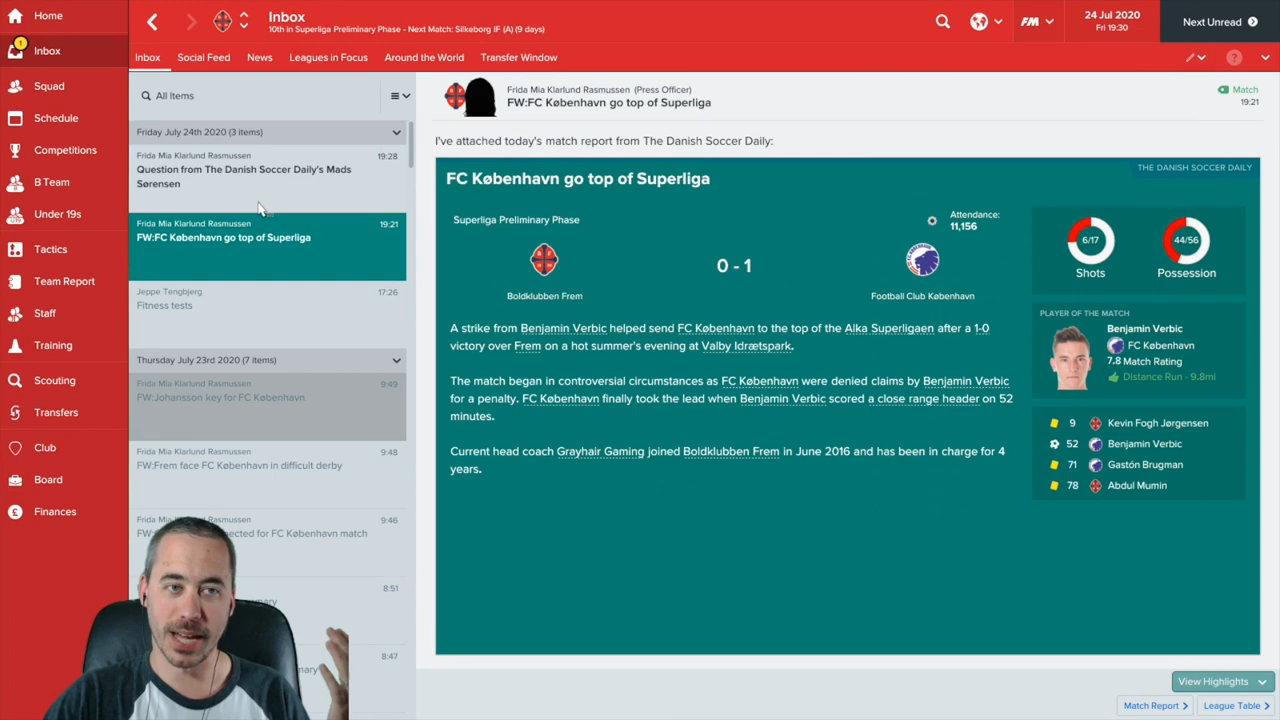 Home
Inbox
1
Squad
Schedule
Competitions
B Team
Under 19s
Tactics
Team Report
Staff
Training
Scouting
Transfers
Club
Board
Finances
Inbox
10th in Superliga Preliminary Phase - Next Match: Silkeborg IF (A) (9 days)
FM
24 Jul 2020
Fri 19:30
Next Unread
Inbox Social Feed News Leagues in Focus Around the World Transfer Window
All Items
Friday July 24th 2020 (3 items)
Frida Mia Klarlund Rasmussen 19:28
Question from The Danish Soccer Daily's Mads
Sørensen
Frida Mia Klarlund Rasmussen 19:21
FW:FC København go top of Superliga
Jeppe Tengbjerg 17:26
Fitness tests
Thursday July 23rd 2020 (7 items)
Frida Mia Klarlund Rasmussen 9:49
FW:Johansson key for FC København
Frida Mia Klarlund Rasmussen 9:48
FW:Frem face FC København in difficult derby
Frida Mia Klarlund Rasmussen 9:46
for FC København match
8:51
8:47
Frida Mia Klarlund Rasmussen (Press Officer)
FW:FC København go top of Superliga
Match
19:21
I've attached today's match report from The Danish Soccer Daily:
THE DANISH SOCCER DAILY
FC København go top of Superliga
Superliga Preliminary Phase
Attendance:
11,156
0 - 1
Boldklubben Frem
Football Club København
6/17
Shots
44/56
Possession
A strike from Benjamin Verbic helped send FC København to the top of the Alka Superligaen after a 1-0
victory over Frem on a hot summer's evening at Valby Idrætspark.
The match began in controversial circumstances as FC København were denied claims by Benjamin Verbic
for a penalty. FC København finally took the lead when Benjamin Verbic scored a close range header on 52
minutes.
Current head coach Grayhair Gaming joined Boldklubben Frem in June 2016 and has been in charge for 4
years.
PLAYER OF THE MATCH
Benjamin Verbic
FC København
7.8 Match Rating
Distance Run - 9.8mi
9 Kevin Fogh Jørgensen
52 Benjamin Verbic
71 Gastón Brugman
78 Abdul Mumin
View Highlights
Match Report
League Table